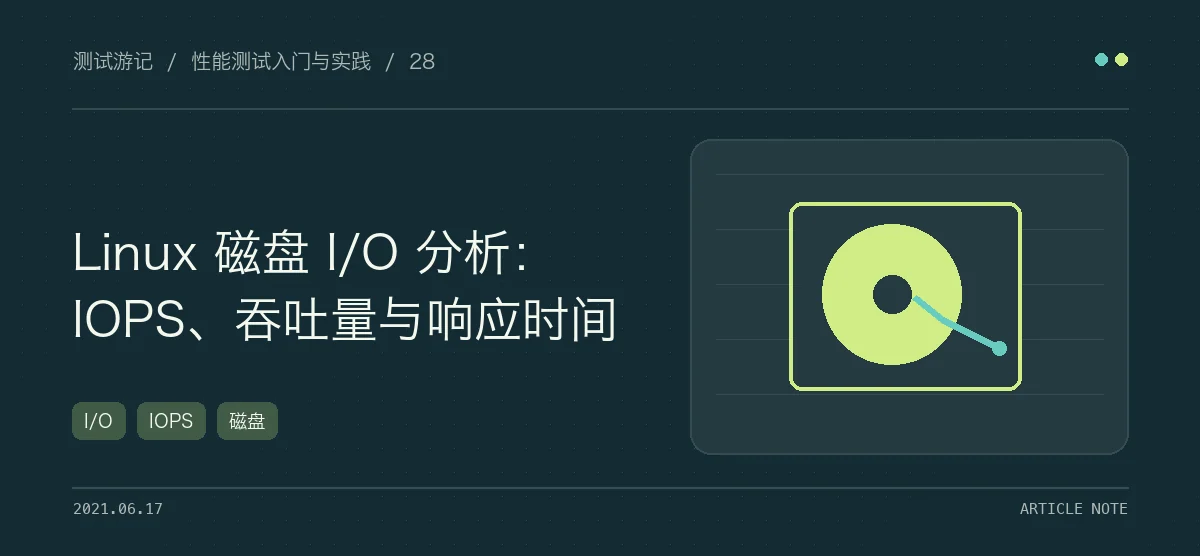 测试游记 / 性能测试入门与实践 / 28
Linux 磁盘 I/O 分析：
IOPS、吞吐量与响应时间
I/O IOPS 磁盘
2021.06.17 ARTICLE NOTE